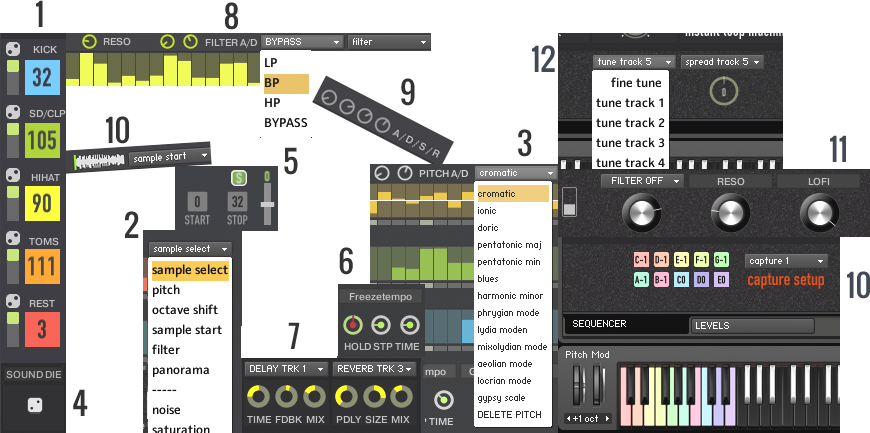 1
KICK
32
SD/CLP
105
HIHAT
90
TOMS
111
REST
3
SOUND DIE
4
8
RESO
FILTER A/D
BYPASS
filter
LP
BP
HP
BYPASS
9
A/D/S/R
10
sample start
5
S
0
0
32
START
STOP
2
sample select
sample select
pitch
octave shift
sample start
filter
panorama
-----
noise
saturation
6
Freezetempo
HOLD STP TIME
7
DELAY TRK 1
REVERB TRK 3
TIME FDBK MIX
PDLY SIZE MIX
3
PITCH A/D
cromatic
cromatic
ionic
doric
pentatonic maj
pentatonic min
blues
harmonic minor
phrygian mode
lydia moden
mixolydian mode
aeolian mode
locrian mode
gypsy scale
DELETE PITCH
mpo
TIME
instant loop machin
12
tune track 5
spread track 5
0
fine tune
tune track 1
tune track 2
tune track 3
tune track 4
11
FILTER OFF
RESO
LOFI
C-1 D-1 E-1 F-1 G-1
A-1 B-1 C0 D0 E0
capture 1
capture setup
10
SEQUENCER
LEVELS
Pitch Mod
+1 oct